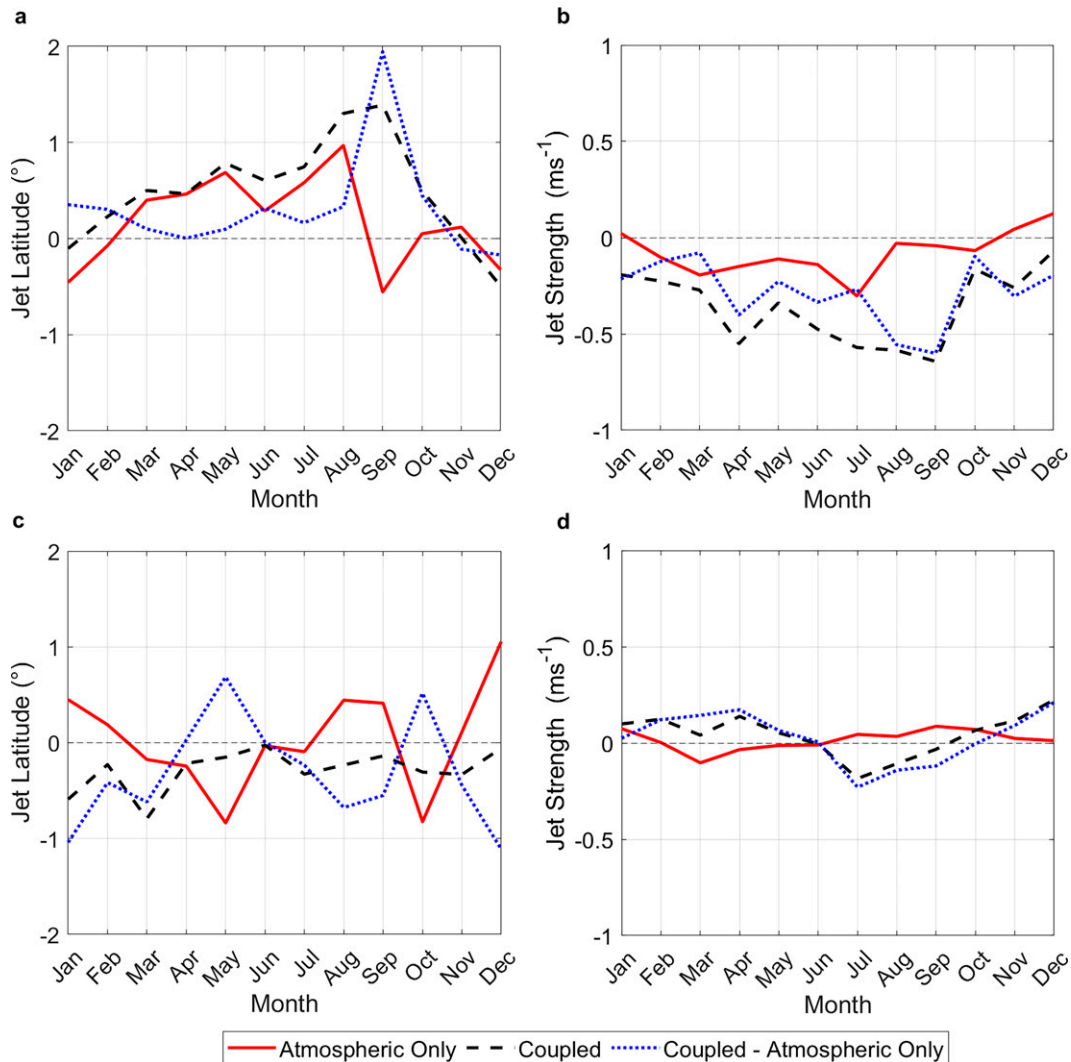 a
b
2
1
0
-1
-2
Jet Latitude (°)
Jan Feb Mar Apr May Jun Jul Aug Sep Oct Nov Dec
Month
1
0.5
0
-0.5
-1
Jet Strength (ms⁻¹)
Jan Feb Mar Apr May Jun Jul Aug Sep Oct Nov Dec
Month
c
d
2
1
0
-1
-2
Jet Latitude (°)
Jan Feb Mar Apr May Jun Jul Aug Sep Oct Nov Dec
Month
1
0.5
0
-0.5
-1
Jet Strength (ms⁻¹)
Jan Feb Mar Apr May Jun Jul Aug Sep Oct Nov Dec
Month
Atmospheric Only Coupled Coupled - Atmospheric Only